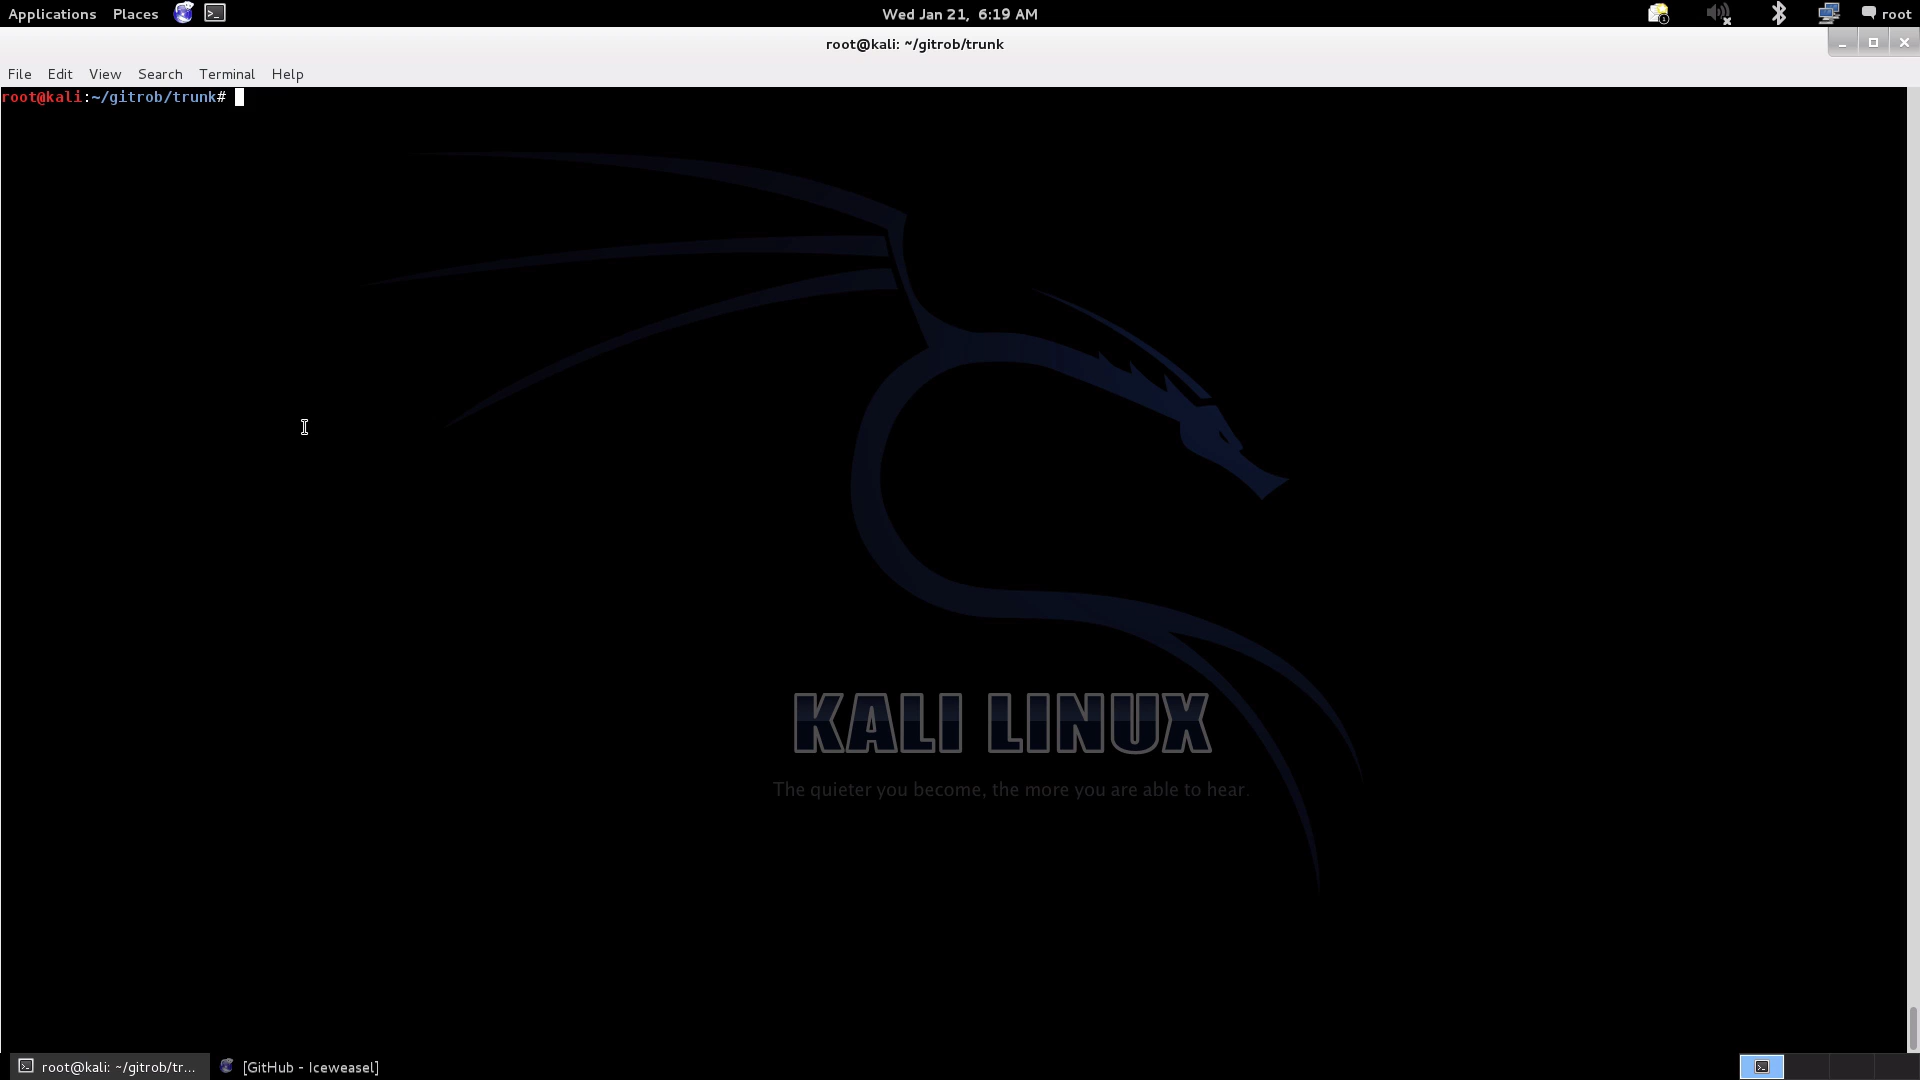 Applications Places Wed Jan 21, 6:19 AM root
root@kali: ~/gitrob/trunk
File Edit View Search Terminal Help
root@kali:~/gitrob/trunk#
KALI LINUX
The quieter you become, the more you are able to hear.
root@kali: ~/gitrob/tr... [GitHub - Iceweasel]